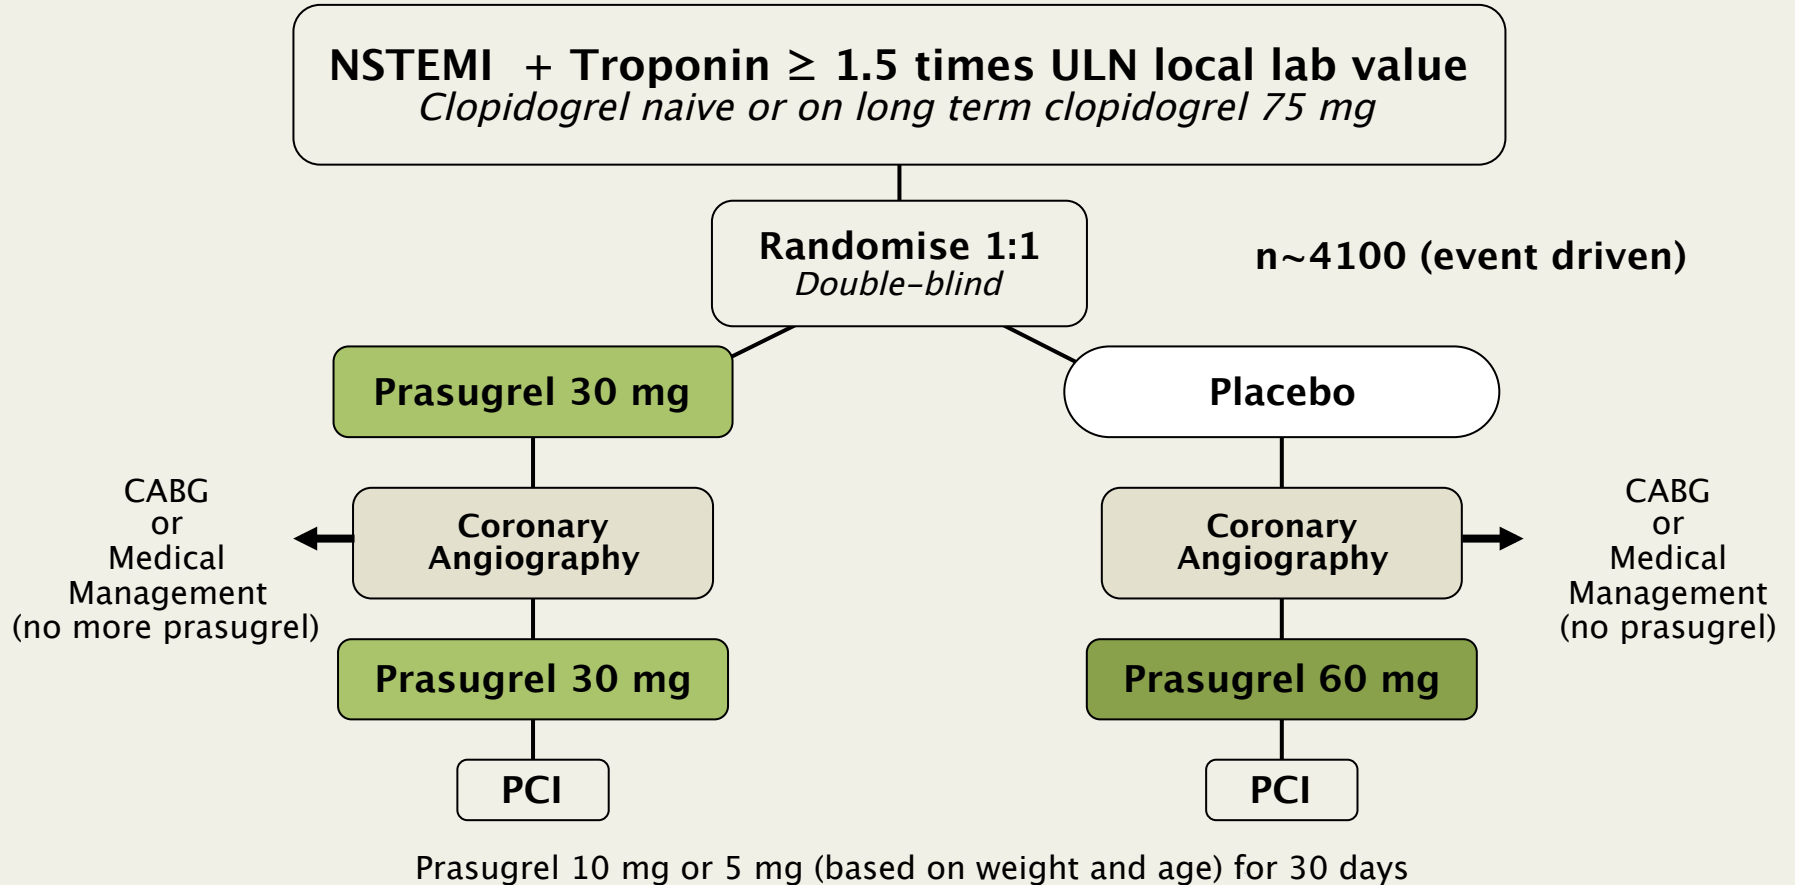 NSTEMI + Troponin ≥ 1.5 times ULN local lab value
Clopidogrel naive or on long term clopidogrel 75 mg
Randomise 1:1
Double-blind
n~4100 (event driven)
Prasugrel 30 mg
Placebo
CABG
or
Medical
Management
(no more prasugrel)
Coronary
Angiography
Coronary
Angiography
CABG
or
Medical
Management
(no prasugrel)
Prasugrel 30 mg
Prasugrel 60 mg
PCI
PCI
Prasugrel 10 mg or 5 mg (based on weight and age) for 30 days